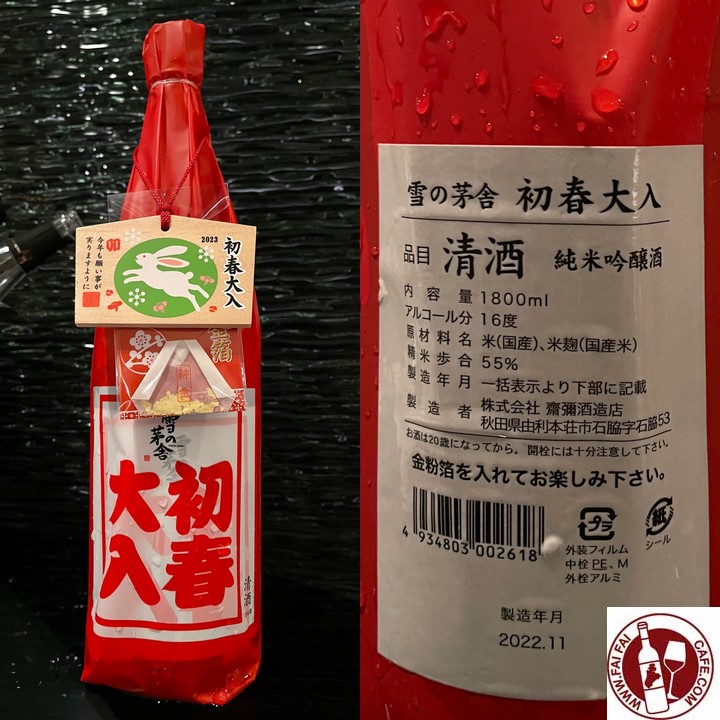 2023
初春大入
卯
今年も願い事が
実りますように
金箔
雪の茅舎
初春
大入
清酒
雪の茅舎 初春大入
品目 清酒 純米吟醸酒
内容量 1800ml
アルコール分 16度
原材料名 米(国産)、米麹(国産米)
精米歩合 55%
製造年月 一括表示より下部に記載
製造者 株式会社 齋彌酒造店
秋田県由利本荘市石脇字石脇53
お酒は20歳になってから。開栓には十分注意して下さい。
金粉箔を入れてお楽しみ下さい。
4 934803 002618
プラ
紙
外装フィルム
中栓 PE、M
外栓アルミ
シール
製造年月
2022.11
WWW.FAIFAICAFE.COM